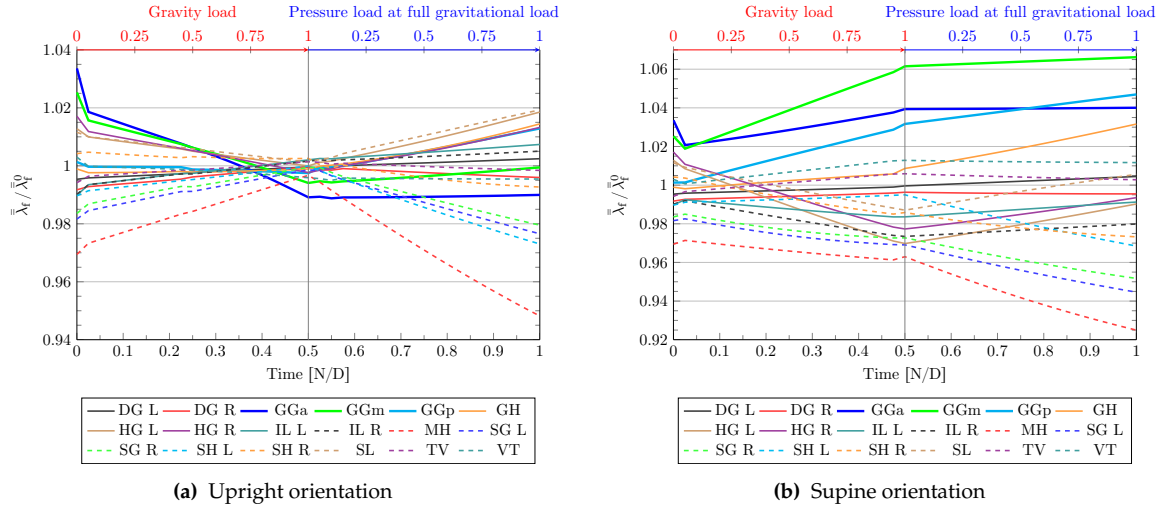 Gravity load Pressure load at full gravitational load
0 0.25 0.5 0.75 1 0 0.25 0.5 0.75 1
1.04
1.02
1
0.98
0.96
0.94
λ̿f / λ̿f0
0 0.1 0.2 0.3 0.4 0.5 0.6 0.7 0.8 0.9 1
Time [N/D]
DG L DG R GGa GGm GGp GH
HG L HG R IL L IL R MH SG L
SG R SH L SH R SL TV VT
(a) Upright orientation
Gravity load Pressure load at full gravitational load
0 0.25 0.5 0.75 1 0 0.25 0.5 0.75 1
1.06
1.04
1.02
1
0.98
0.96
0.94
0.92
λ̿f / λ̿f0
0 0.1 0.2 0.3 0.4 0.5 0.6 0.7 0.8 0.9 1
Time [N/D]
DG L DG R GGa GGm GGp GH
HG L HG R IL L IL R MH SG L
SG R SH L SH R SL TV VT
(b) Supine orientation